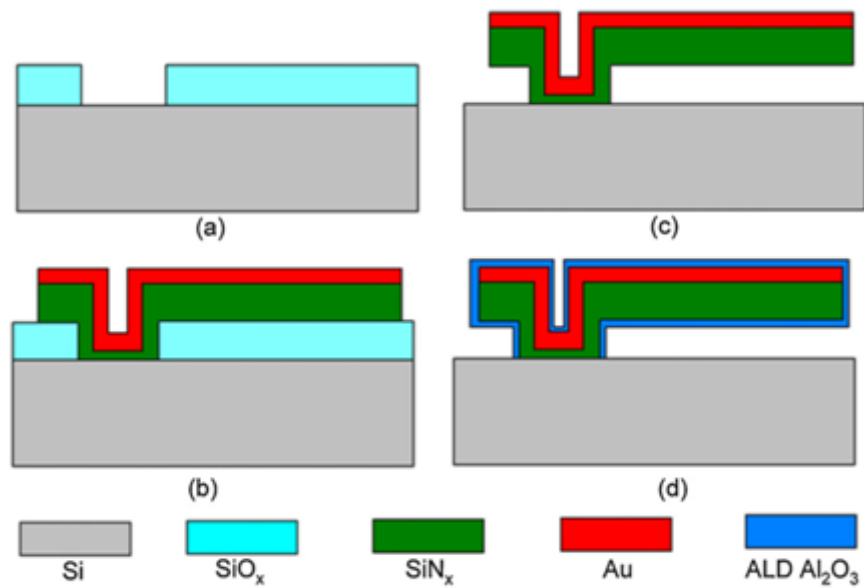 (a)
(c)
(b)
(d)
Si
SiOₓ
SiNₓ
Au
ALD Al₂O₃